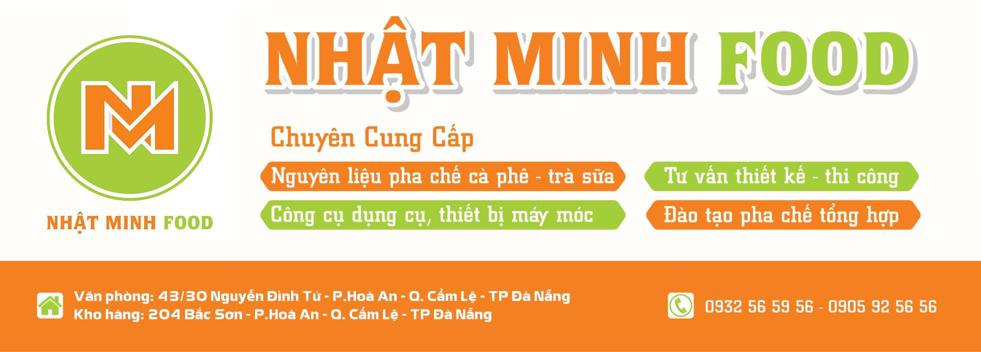 NM
NHẬT MINH FOOD
NHẬT MINH FOOD
Chuyên Cung Cấp
Nguyên liệu pha chế cà phê - trà sữa
Tư vấn thiết kế - thi công
Công cụ dụng cụ, thiết bị máy móc
Đào tạo pha chế tổng hợp
Văn phòng: 43/30 Nguyễn Đình Tứ - P.Hoà An - Q. Cẩm Lệ - TP Đà Nẵng
Kho hàng: 204 Bắc Sơn - P.Hoà An - Q. Cẩm Lệ - TP Đà Nẵng
0932 56 59 56 - 0905 92 56 56